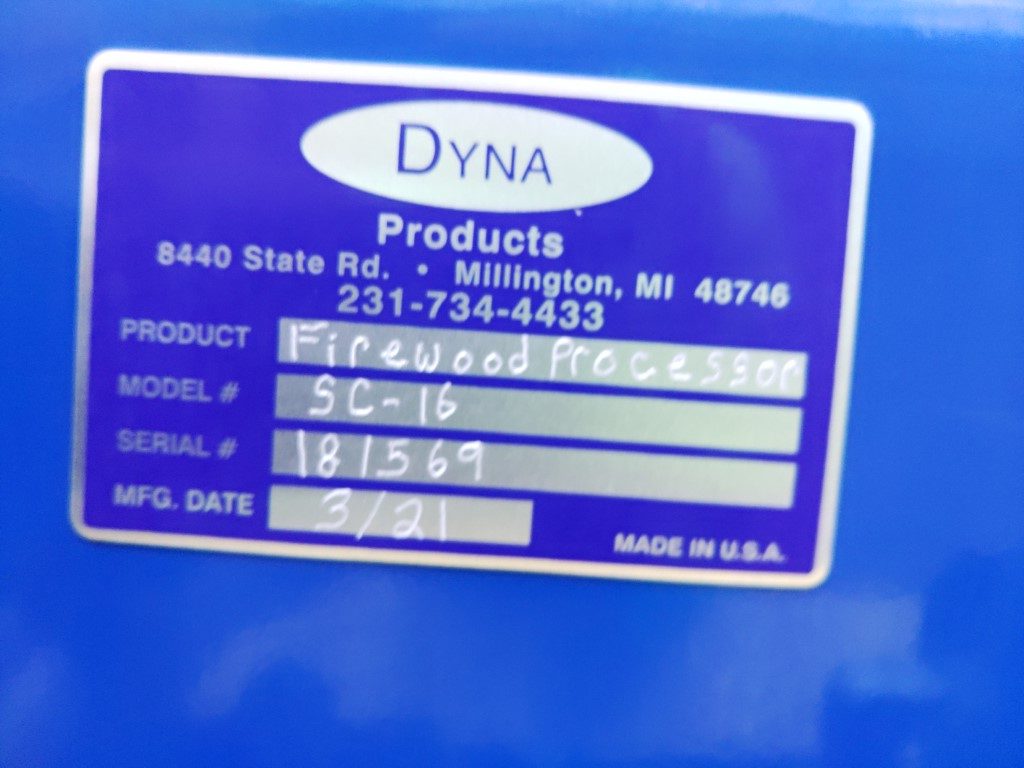 DYNA
Products
8440 State Rd. • Millington, MI 48746
231-734-4433
PRODUCT Firewood Processor
MODEL # SC-16
SERIAL # 181569
MFG. DATE 3/21
MADE IN U.S.A.